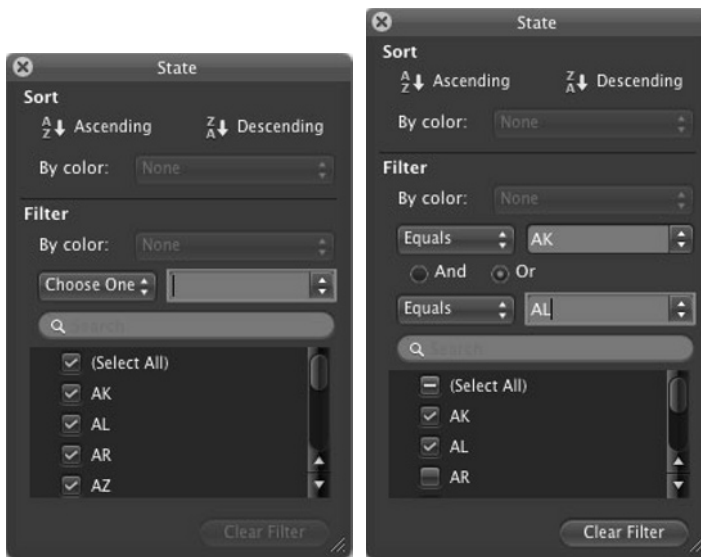 State
Sort
A Z Ascending Z A Descending
By color: None
Filter
By color: None
Choose One
Search
(Select All)
AK
AL
AR
AZ
Clear Filter
State
Sort
A Z Ascending Z A Descending
By color: None
Filter
By color: None
Equals AK
And Or
Equals AL
Search
(Select All)
AK
AL
AR
Clear Filter